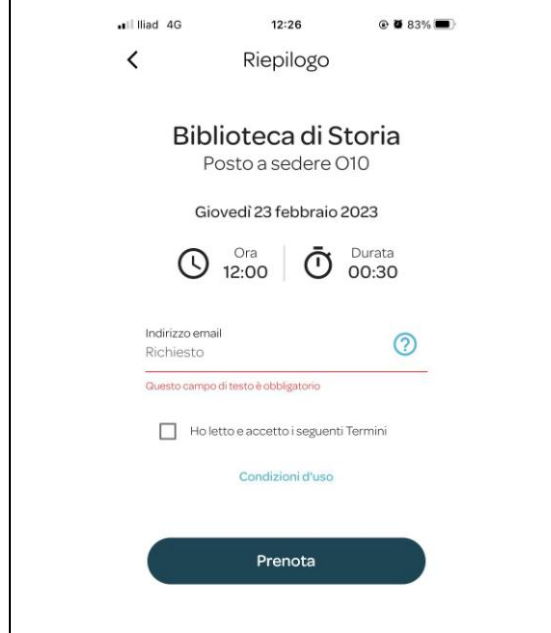 Iliad 4G 12:26 83%
Riepilogo
Biblioteca di Storia
Posto a sedere O10
Giovedì 23 febbraio 2023
Ora Durata
12:00 00:30
Indirizzo email
Richiesto
?
Questo campo di testo è obbligatorio
Ho letto e accetto i seguenti Termini
Condizioni d'uso
Prenota